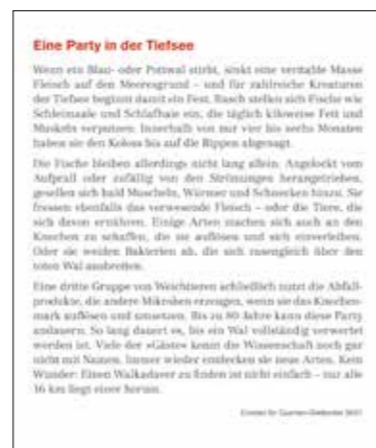 Eine Party in der Tiefsee
Wenn ein Blau- oder Pottwal stirbt, sinkt eine veritable Masse
Fleisch auf den Meeresgrund – und für zahlreiche Kreaturen
der Tiefsee beginnt damit ein Fest. Rasch stellen sich Fische wie
Schleimaale und Schlafhaie ein, die täglich kiloweise Fett und
Muskeln verputzen. Innerhalb von nur vier bis sechs Monaten
haben sie den Koloss bis auf die Rippen abgenagt.
Die Fische bleiben allerdings nicht lang allein. Angelockt vom
Aufprall oder zufällig von den Strömungen herangetrieben,
gesellen sich bald Muscheln, Würmer und Schnecken hinzu. Sie
fressen ebenfalls das verwesende Fleisch – oder die Tiere, die
sich davon ernähren. Einige Arten machen sich auch an den
Knochen zu schaffen, die sie auflösen und sich einverleiben.
Oder sie weiden Bakterien ab, die sich rasengleich über den
toten Wal ausbreiten.
Eine dritte Gruppe von Weichtieren schließlich nutzt die Abfall-
produkte, die andere Mikroben erzeugen, wenn sie das Knochen-
mark auflösen und umsetzen. Bis zu 80 Jahre kann diese Party
andauern. So lang dauert es, bis ein Wal vollständig verwertet
worden ist. Viele der »Gäste« kennt die Wissenschaft noch gar
nicht mit Namen. Immer wieder entdecken sie neue Arten. Kein
Wunder: Einen Walkadaver zu finden ist nicht einfach – nur alle
16 km liegt einer herum.